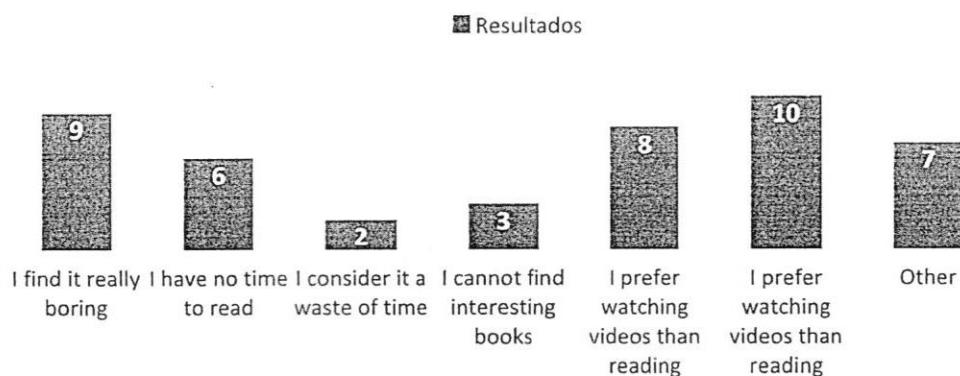 Resultados
9
6
2
3
8
10
7
I find it really boring
I have no time to read
I consider it a waste of time
I cannot find interesting books
I prefer watching videos than reading
I prefer watching videos than reading
Other